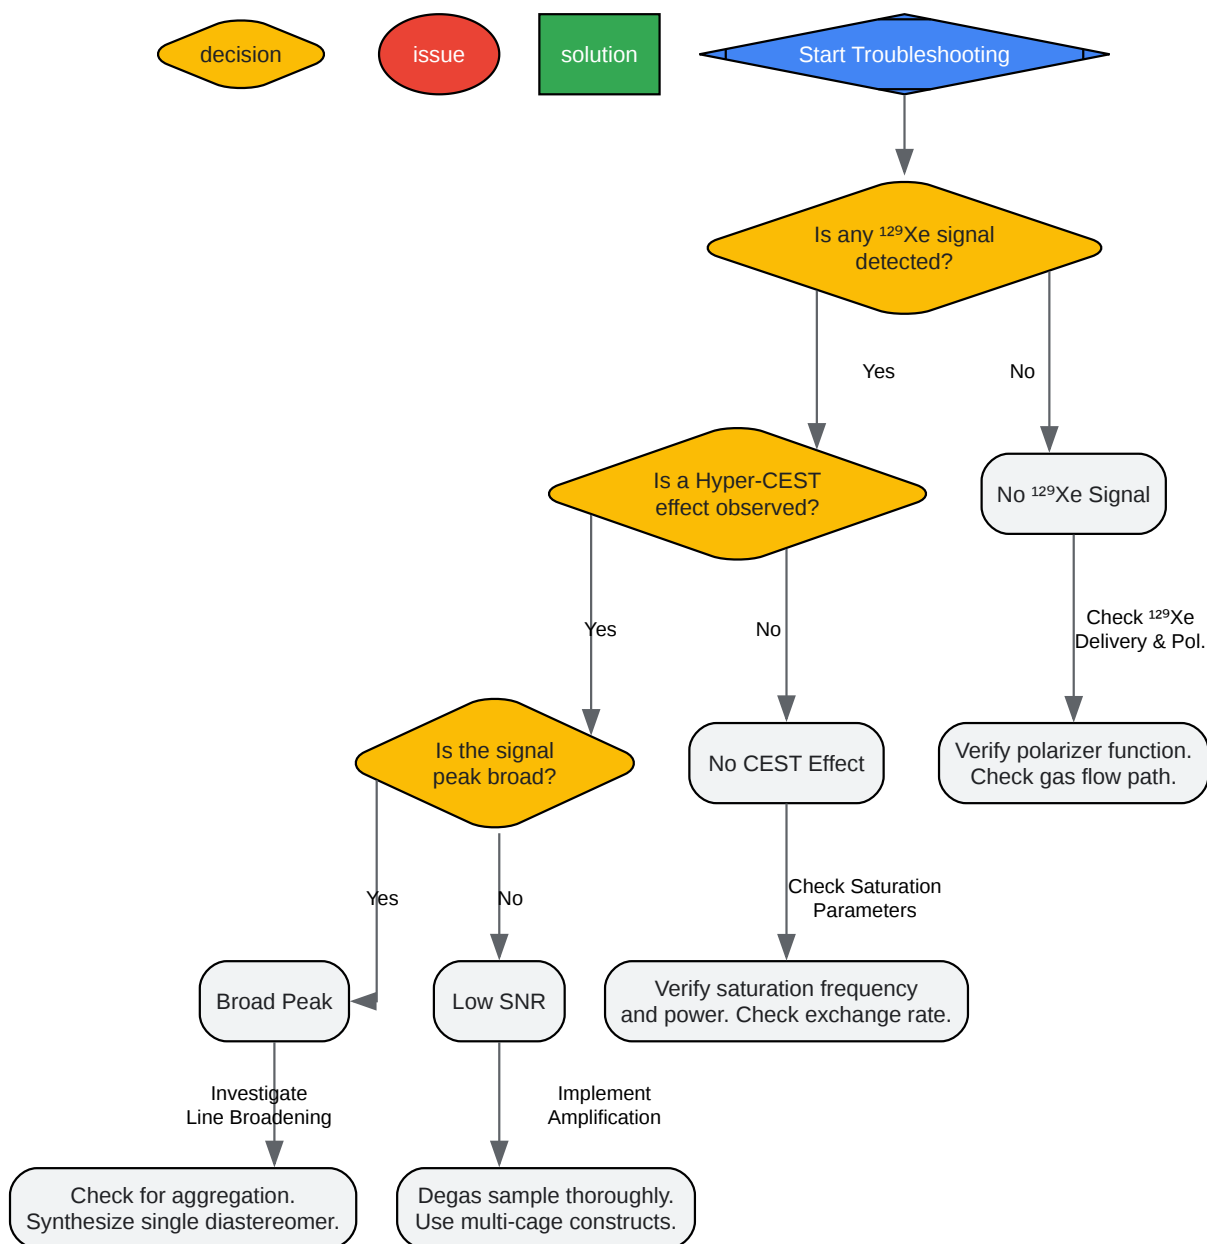 decision
issue
solution
Start Troubleshooting
Is any ¹²⁹Xe signal
detected?
Yes
No
Is a Hyper-CEST
effect observed?
No ¹²⁹Xe Signal
Yes
No
Check ¹²⁹Xe
Delivery & Pol.
Is the signal
peak broad?
No CEST Effect
Verify polarizer function.
Check gas flow path.
Yes
No
Check Saturation
Parameters
Broad Peak
Low SNR
Verify saturation frequency
and power. Check exchange rate.
Investigate
Line Broadening
Implement
Amplification
Check for aggregation.
Synthesize single diastereomer.
Degas sample thoroughly.
Use multi-cage constructs.